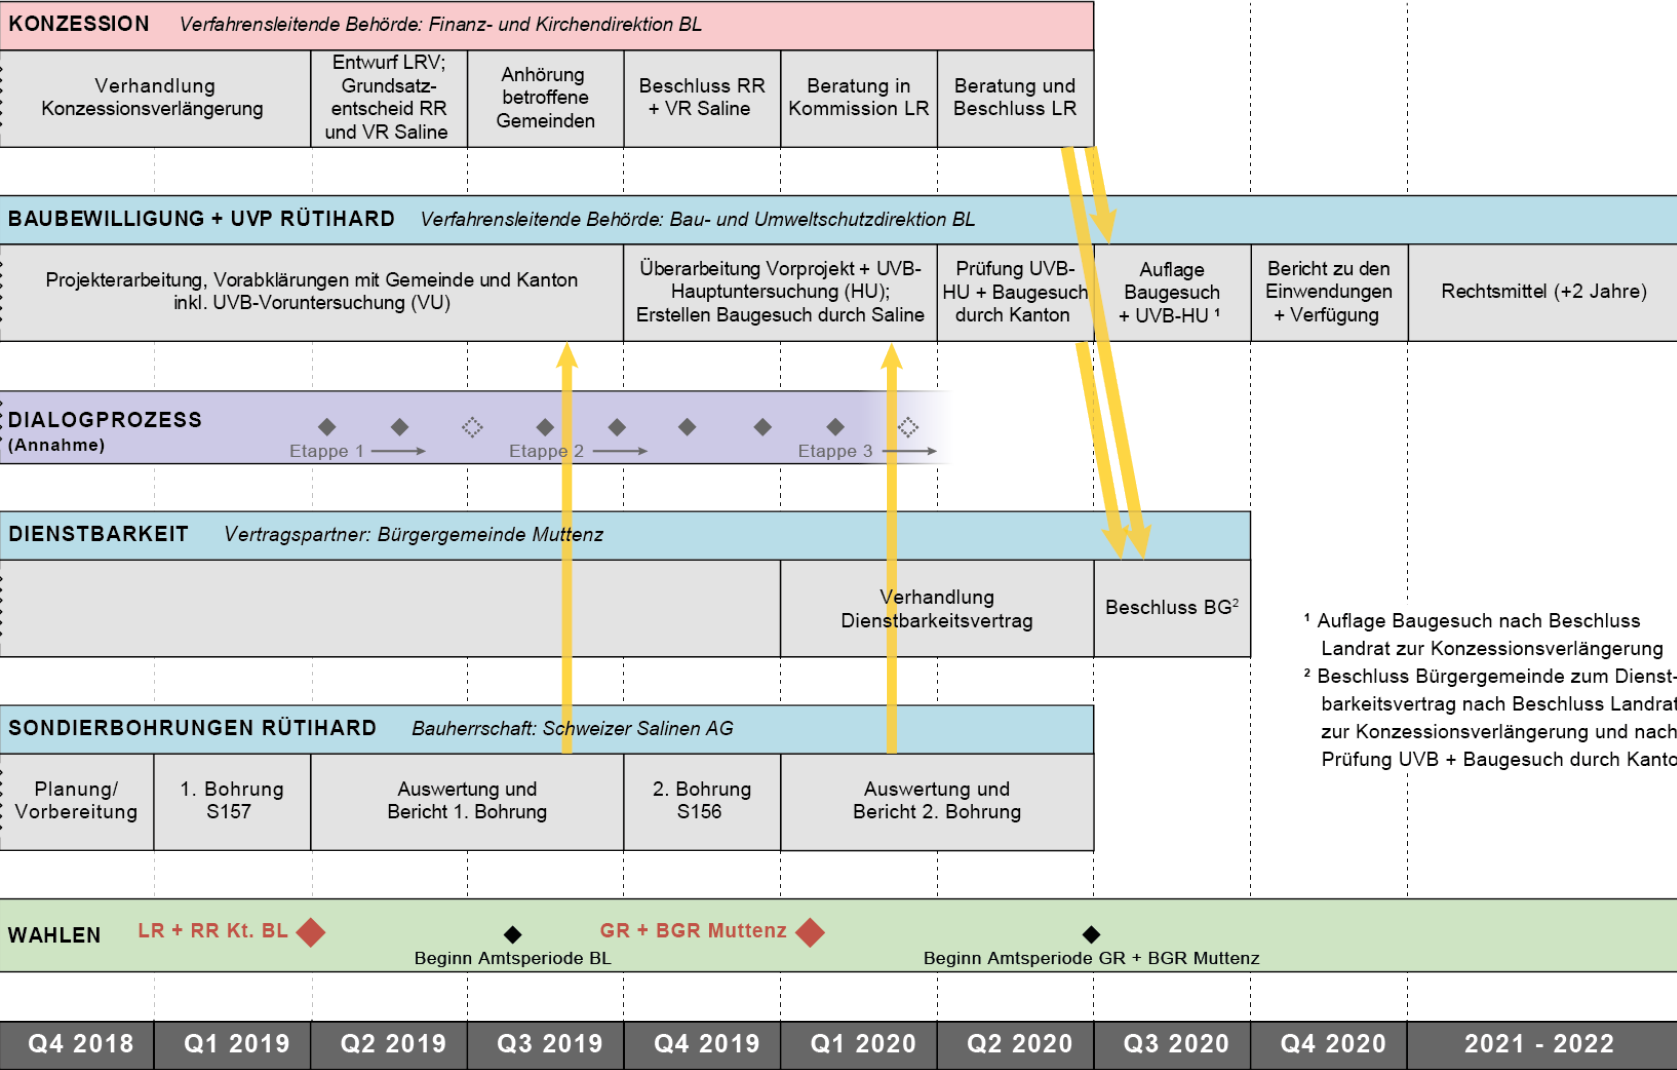 KONZESSION Verfahrensleitende Behörde: Finanz- und Kirchendirektion BL
Verhandlung
Konzessionsverlängerung
Entwurf LRV;
Grundsatz-
entscheid RR
und VR Saline
Anhörung
betroffene
Gemeinden
Beschluss RR
+ VR Saline
Beratung in
Kommission LR
Beratung und
Beschluss LR
BAUBEWILLIGUNG + UVP RÜTIHARD Verfahrensleitende Behörde: Bau- und Umweltschutzdirektion BL
Projekterarbeitung, Vorabklärungen mit Gemeinde und Kanton
inkl. UVB-Voruntersuchung (VU)
Überarbeitung Vorprojekt + UVB-
Hauptuntersuchung (HU);
Erstellen Baugesuch durch Saline
Prüfung UVB-
HU + Baugesuch
durch Kanton
Auflage
Baugesuch
+ UVB-HU ¹
Bericht zu den
Einwendungen
+ Verfügung
Rechtsmittel (+2 Jahre)
DIALOGPROZESS
(Annahme)
Etappe 1
Etappe 2
Etappe 3
DIENSTBARKEIT Vertragspartner: Bürgergemeinde Muttenz
Verhandlung
Dienstbarkeitsvertrag
Beschluss BG²
¹ Auflage Baugesuch nach Beschluss
Landrat zur Konzessionsverlängerung
² Beschluss Bürgergemeinde zum Dienst-
barkeitsvertrag nach Beschluss Landrat
zur Konzessionsverlängerung und nach
Prüfung UVB + Baugesuch durch Kanto
SONDIERBOHRUNGEN RÜTIHARD Bauherrschaft: Schweizer Salinen AG
Planung/
Vorbereitung
1. Bohrung
S157
Auswertung und
Bericht 1. Bohrung
2. Bohrung
S156
Auswertung und
Bericht 2. Bohrung
WAHLEN
LR + RR Kt. BL
Beginn Amtsperiode BL
GR + BGR Muttenz
Beginn Amtsperiode GR + BGR Muttenz
Q4 2018 Q1 2019 Q2 2019 Q3 2019 Q4 2019 Q1 2020 Q2 2020 Q3 2020 Q4 2020 2021 - 2022